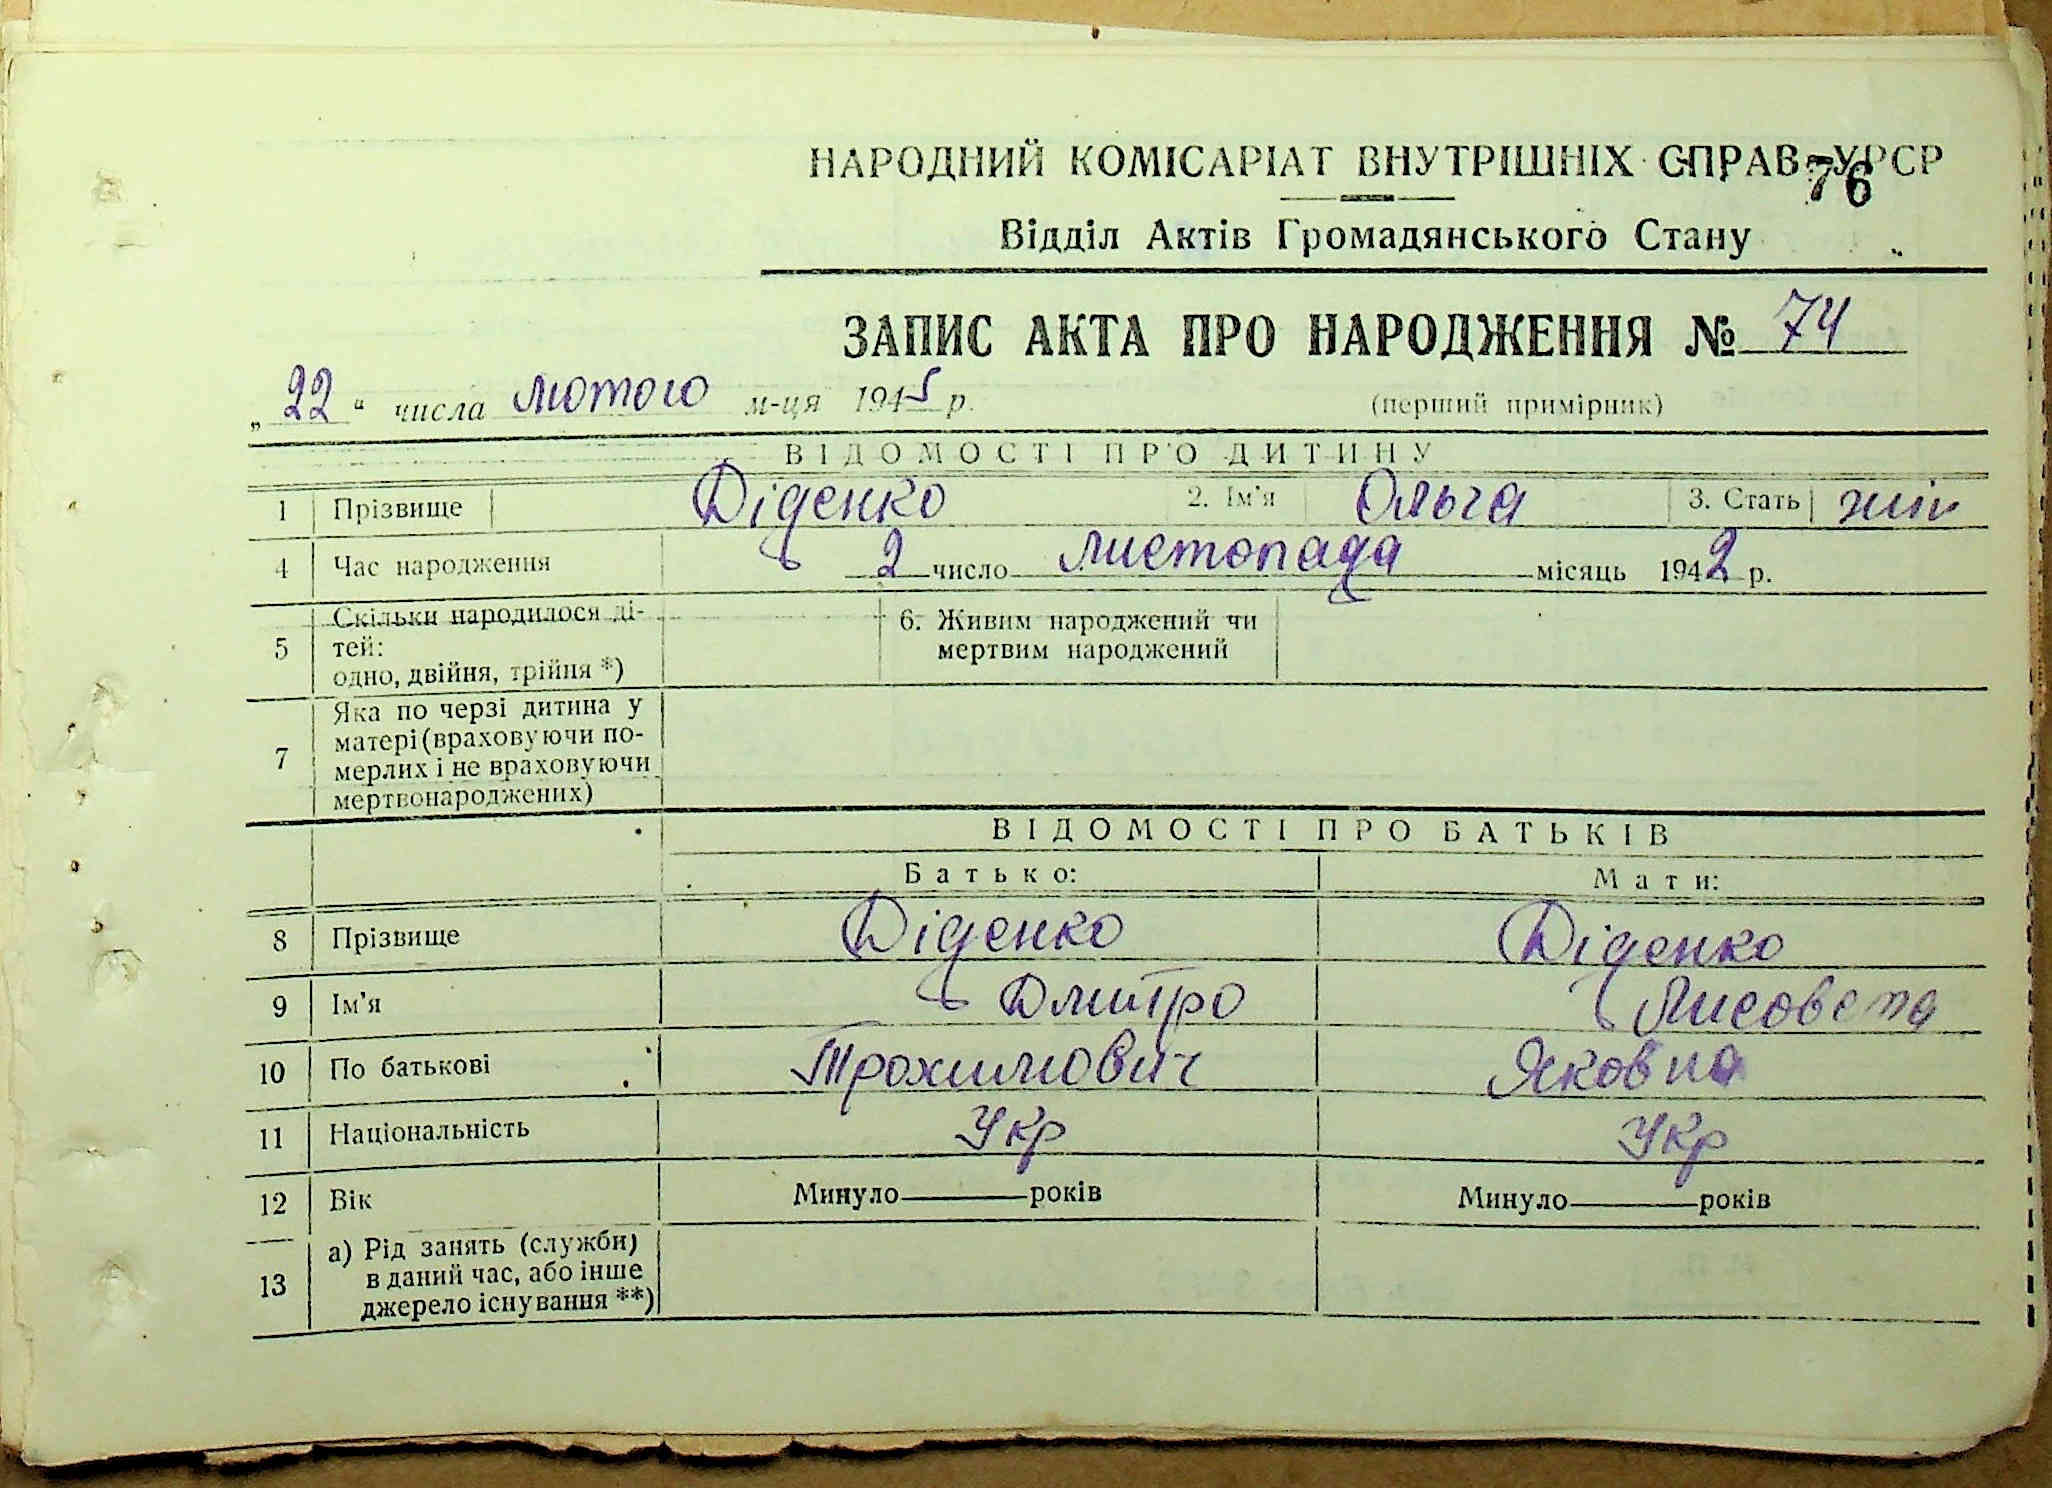 НАРОДНИЙ КОМІСАРІАТ ВНУТРІШНІХ СПРАВ УРСР
76
Відділ Актів Громадянського Стану
ЗАПИС АКТА ПРО НАРОДЖЕННЯ № 74
„22“ числа лютого м-ця 1945 р.
(перший примірник)
ВІДОМОСТІ ПРО ДИТИНУ
1 Прізвище Діденко 2. Ім'я Ольга 3. Стать жін
4 Час народження 2 число листопада місяць 1942 р.
5 Скільки народилося ді-
тей:
одно, двійня, трійня *)
6. Живим народжений чи
мертвим народжений
7 Яка по черзі дитина у
матері (враховуючи по-
мерлих і не враховуючи
мертвонароджених)
ВІДОМОСТІ ПРО БАТЬКІВ
Батько: Мати:
8 Прізвище Діденко Діденко
9 Ім'я Дмитро Лисовета
10 По батькові Трохимович Яковна
11 Національність Укр Укр
12 Вік Минуло років Минуло років
13 а) Рід занять (служби)
в даний час, або інше
джерело існування **)